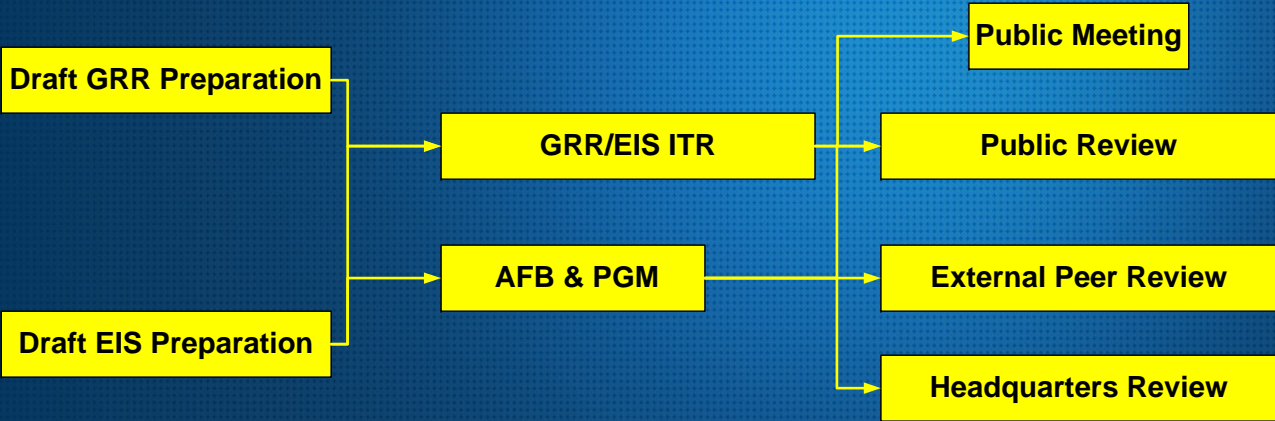 Public Meeting
Draft GRR Preparation
GRR/EIS ITR
Public Review
AFB & PGM
External Peer Review
Draft EIS Preparation
Headquarters Review